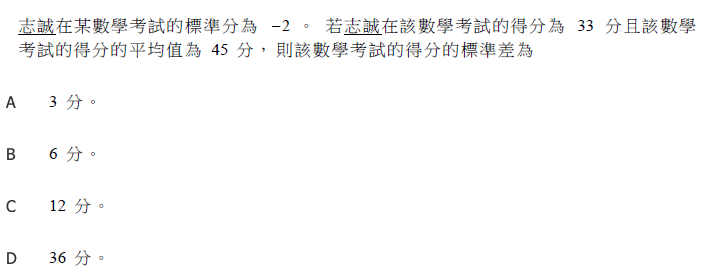 志誠在某數學考試的標準分為 −2 。 若志誠在該數學考試的得分為 33 分且該數學
考試的得分的平均值為 45 分，則該數學考試的得分的標準差為
A 3 分。
B 6 分。
C 12 分。
D 36 分。